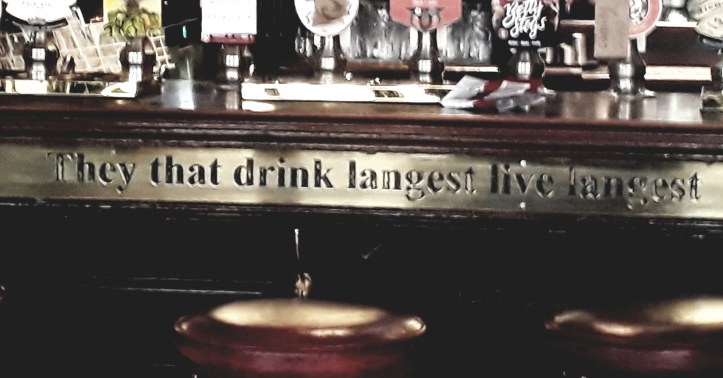 Betty
Stogs
They that drink langest live langest